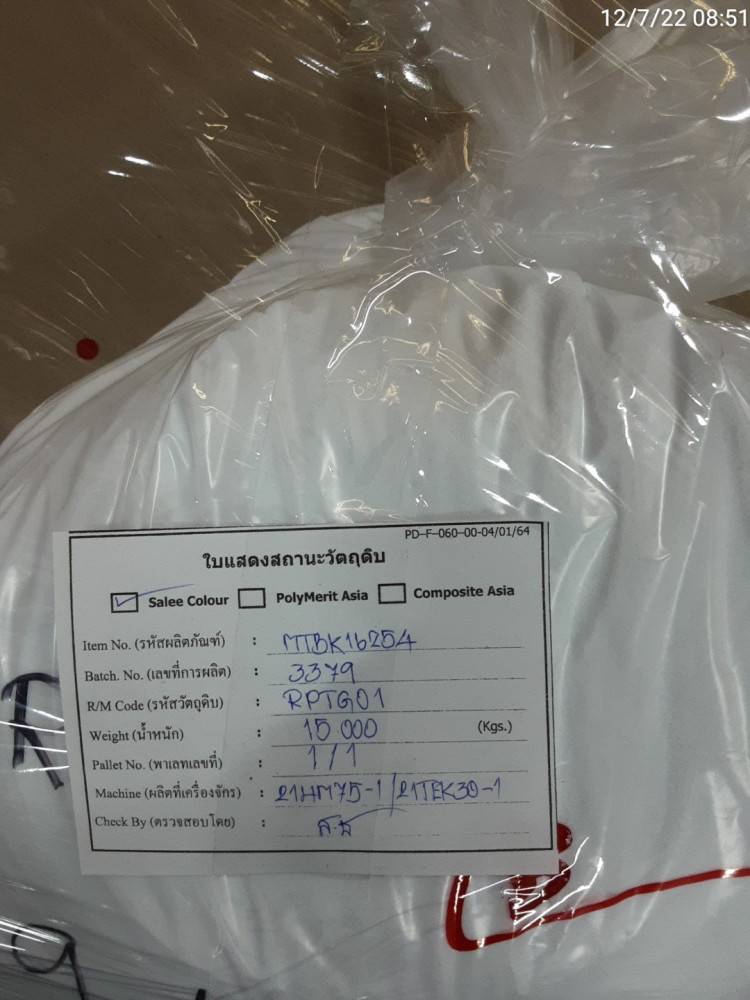 12/7/22 08:51
PD-F-060-00-04/01/64
ใบแสดงสถานะวัตถุดิบ
Salee Colour PolyMerit Asia Composite Asia
Item No. (รหัสผลิตภัณฑ์) : MTBK16254
Batch. No. (เลขที่การผลิต) : 3379
R/M Code (รหัสวัตถุดิบ) : RPTG01
Weight (น้ำหนัก) : 15 000 (Kgs.)
Pallet No. (พาเลทเลขที่) : 1/1
Machine (ผลิตที่เครื่องจักร) : 21HM75-1/21TEK30-1
Check By (ตรวจสอบโดย) :
R
9